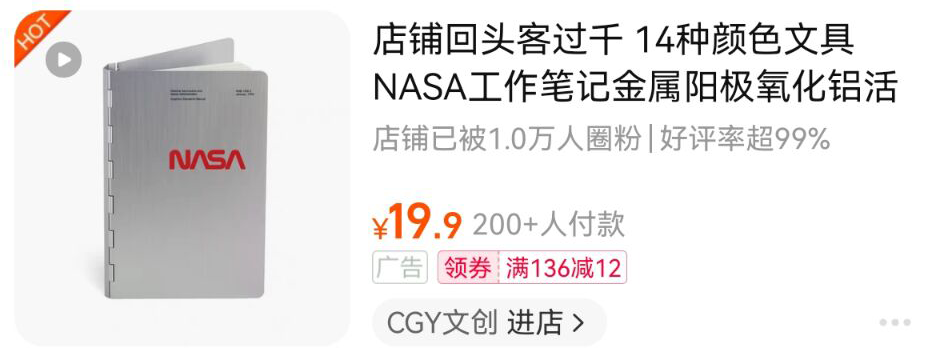 HOT
NASA
店铺回头客过千 14种颜色文具
NASA工作笔记金属阳极氧化铝活
店铺已被1.0万人圈粉|好评率超99%
¥19.9 200+人付款
广告 领券 满136减12
CGY文创 进店 >